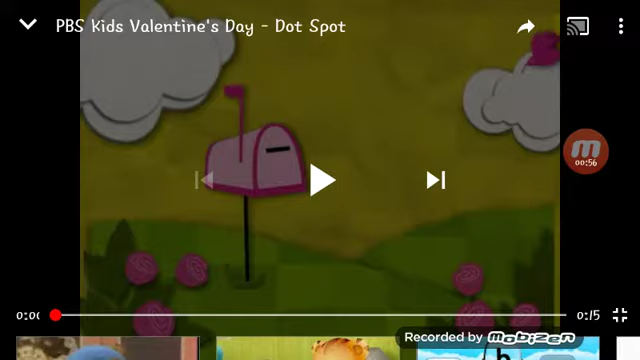 PBS Kids Valentine's Day - Dot Spot
00:56
0:00
0:15
Recorded by mobizen
b